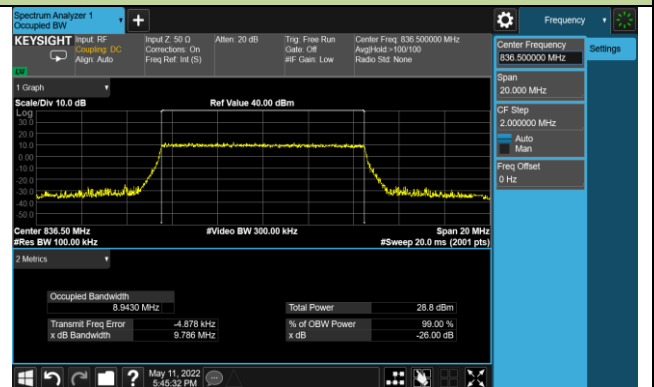 Spectrum Analyzer 1
Occupied BW
Frequency
KEYSIGHT
Input: RF
Coupling: DC
Align: Auto
Input Z: 50 Ω
Corrections: On
Freq Ref: Int (S)
Atten: 20 dB
Trig: Free Run
Gate: Off
#IF Gain: Low
Center Freq: 836.500000 MHz
Avg|Hold:>100/100
Radio Std: None
LW
Center Frequency
836.500000 MHz
Settings
Span
20.000 MHz
CF Step
2.000000 MHz
Auto
Man
Freq Offset
0 Hz
1 Graph
Scale/Div 10.0 dB
Ref Value 40.00 dBm
Log
30.0
20.0
10.0
0.00
-10.0
-20.0
-30.0
-40.0
-50.0
Center 836.50 MHz
#Video BW 300.00 kHz
Span 20 MHz
#Res BW 100.00 kHz
#Sweep 20.0 ms (2001 pts)
2 Metrics
Occupied Bandwidth
8.9430 MHz
Total Power 28.8 dBm
Transmit Freq Error -4.878 kHz
% of OBW Power 99.00 %
x dB Bandwidth 9.786 MHz
x dB -26.00 dB
May 11, 2022
5:45:32 PM